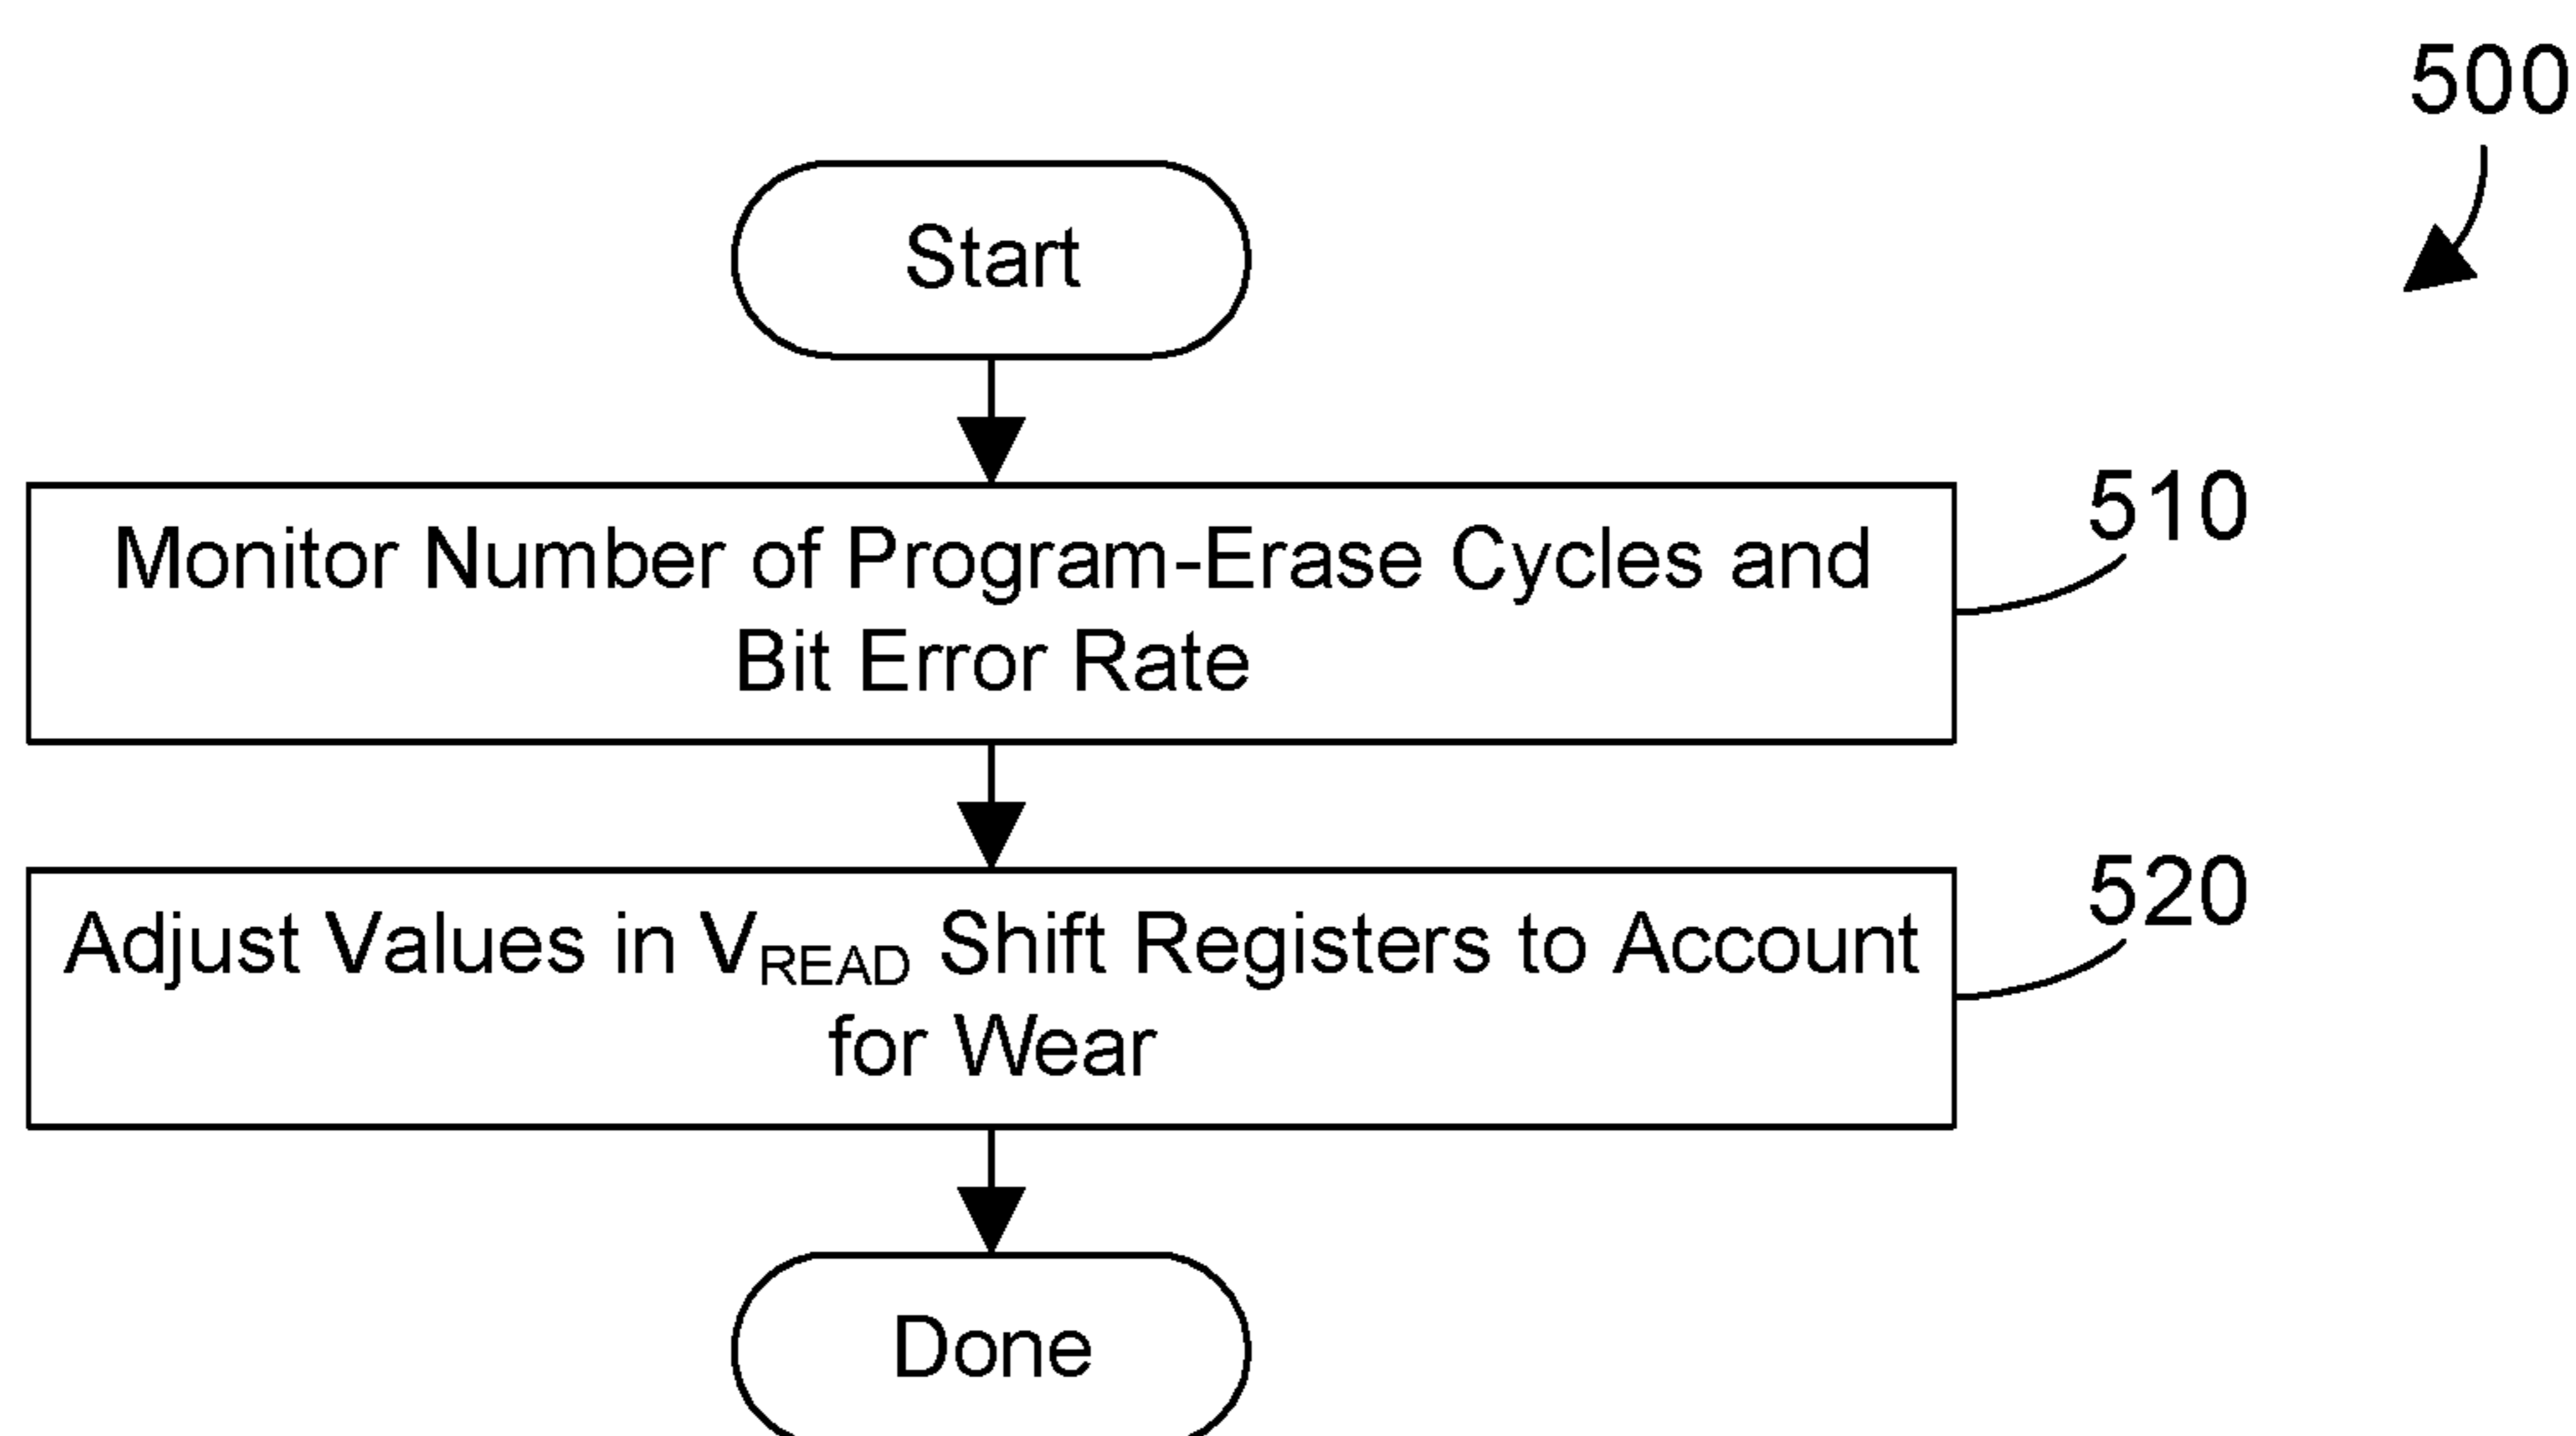 500
Start
Monitor Number of Program-Erase Cycles and
Bit Error Rate
510
Adjust Values in VREAD Shift Registers to Account
for Wear
520
Done